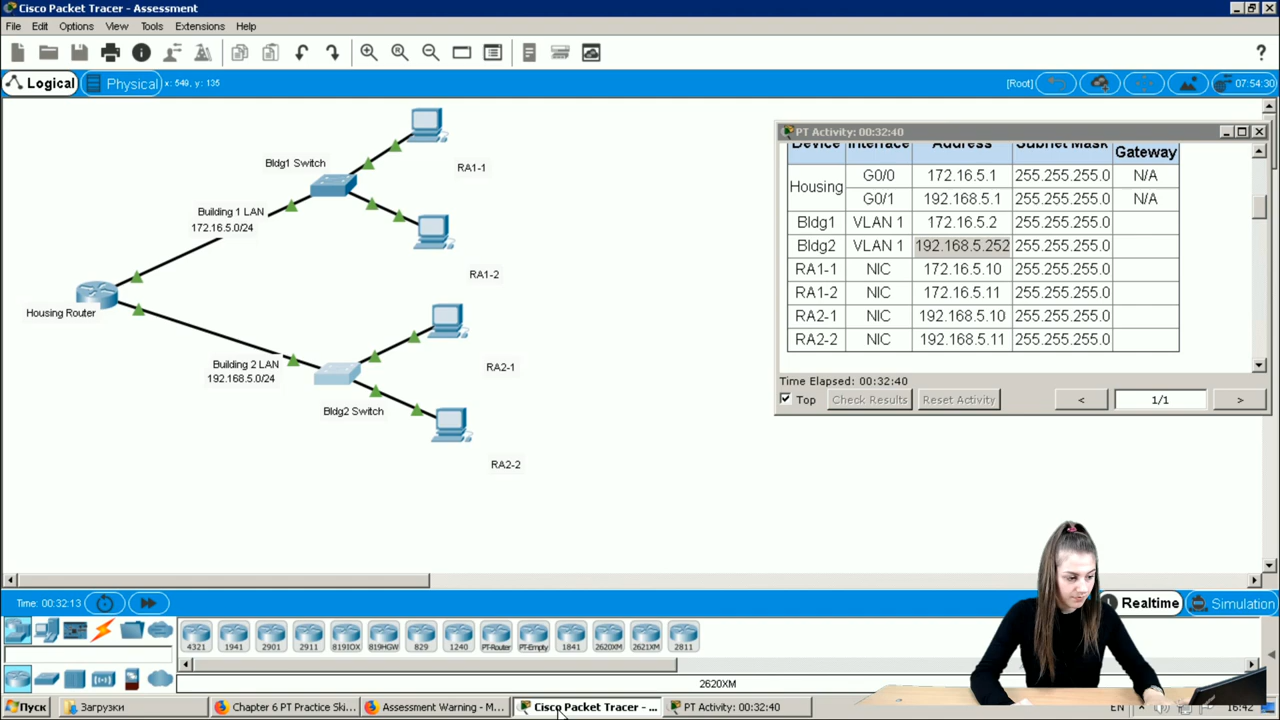 Cisco Packet Tracer - Assessment
File Edit Options View Tools Extensions Help
?
Logical Physical x: 549, y: 135 [Root] 07:54:30
PT Activity: 00:32:40
Device Interface Address Subnet Mask Gateway
Housing G0/0 172.16.5.1 255.255.255.0 N/A
G0/1 192.168.5.1 255.255.255.0 N/A
Bldg1 VLAN 1 172.16.5.2 255.255.255.0
Bldg2 VLAN 1 192.168.5.252 255.255.255.0
RA1-1 NIC 172.16.5.10 255.255.255.0
RA1-2 NIC 172.16.5.11 255.255.255.0
RA2-1 NIC 192.168.5.10 255.255.255.0
RA2-2 NIC 192.168.5.11 255.255.255.0
Time Elapsed: 00:32:40
Top Check Results Reset Activity < 1/1 >
Bldg1 Switch
RA1-1
Building 1 LAN
172.16.5.0/24
RA1-2
Housing Router
Building 2 LAN
192.168.5.0/24
RA2-1
Bldg2 Switch
RA2-2
Time: 00:32:13 Realtime Simulation
4321 1941 2901 2911 819IOX 819HGW 829 1240 PT-Router PT-Empty 1841 2620XM 2621XM 2811
2620XM
Пуск Загрузки Chapter 6 PT Practice Ski... Assessment Warning - M... Cisco Packet Tracer - ... PT Activity: 00:32:40 EN 16:42